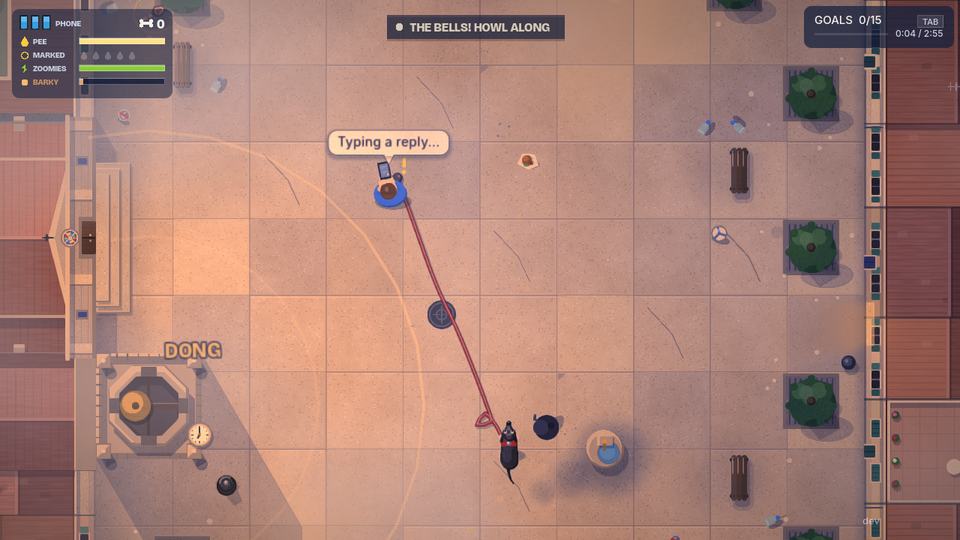 PHONE
0
PEE
MARKED
ZOOMIES
BARKY
THE BELLS! HOWL ALONG
GOALS 0/15
TAB
0:04 / 2:55
Typing a reply...
DONG
dev